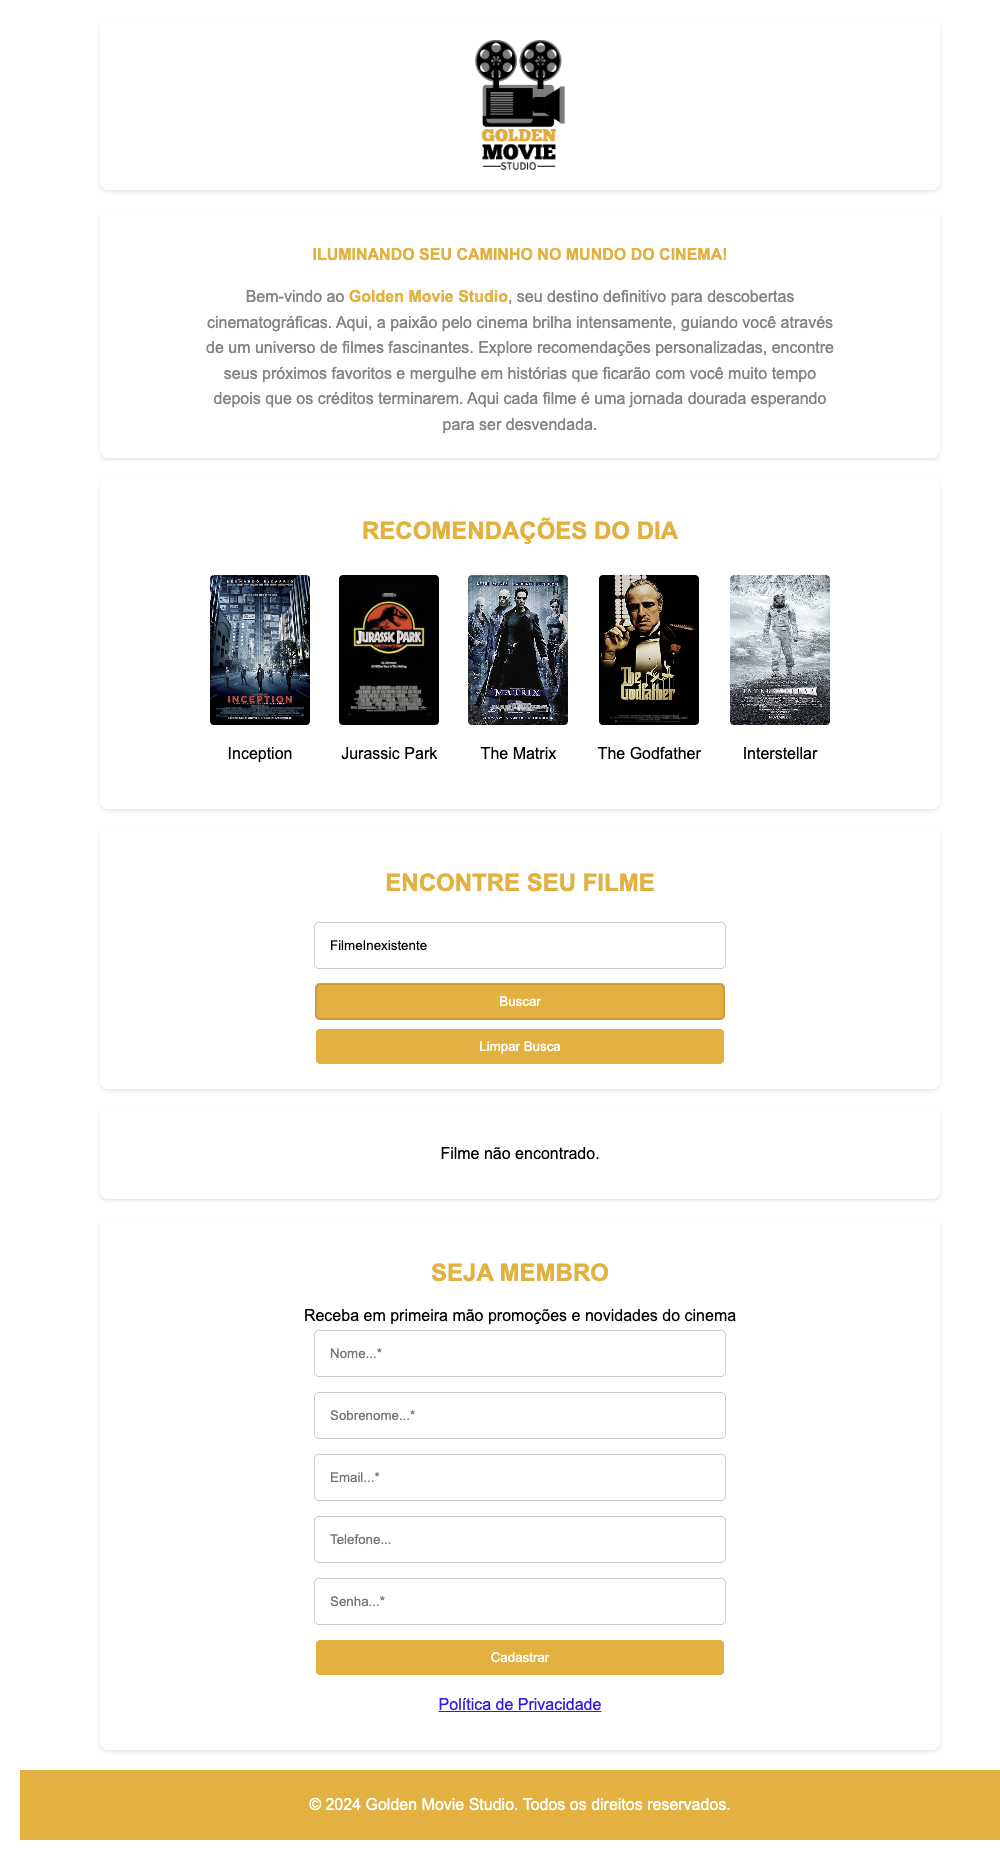 GOLDEN
MOVIE
STUDIO
ILUMINANDO SEU CAMINHO NO MUNDO DO CINEMA!
Bem-vindo ao Golden Movie Studio, seu destino definitivo para descobertas
cinematográficas. Aqui, a paixão pelo cinema brilha intensamente, guiando você através
de um universo de filmes fascinantes. Explore recomendações personalizadas, encontre
seus próximos favoritos e mergulhe em histórias que ficarão com você muito tempo
depois que os créditos terminarem. Aqui cada filme é uma jornada dourada esperando
para ser desvendada.
RECOMENDAÇÕES DO DIA
INCEPTION
JURASSIC PARK
MATRIX
The
Godfather
INTERSTELLAR
Inception
Jurassic Park
The Matrix
The Godfather
Interstellar
ENCONTRE SEU FILME
FilmeInexistente
Buscar
Limpar Busca
Filme não encontrado.
SEJA MEMBRO
Receba em primeira mão promoções e novidades do cinema
Nome...*
Sobrenome...*
Email...*
Telefone...
Senha...*
Cadastrar
Política de Privacidade
© 2024 Golden Movie Studio. Todos os direitos reservados.